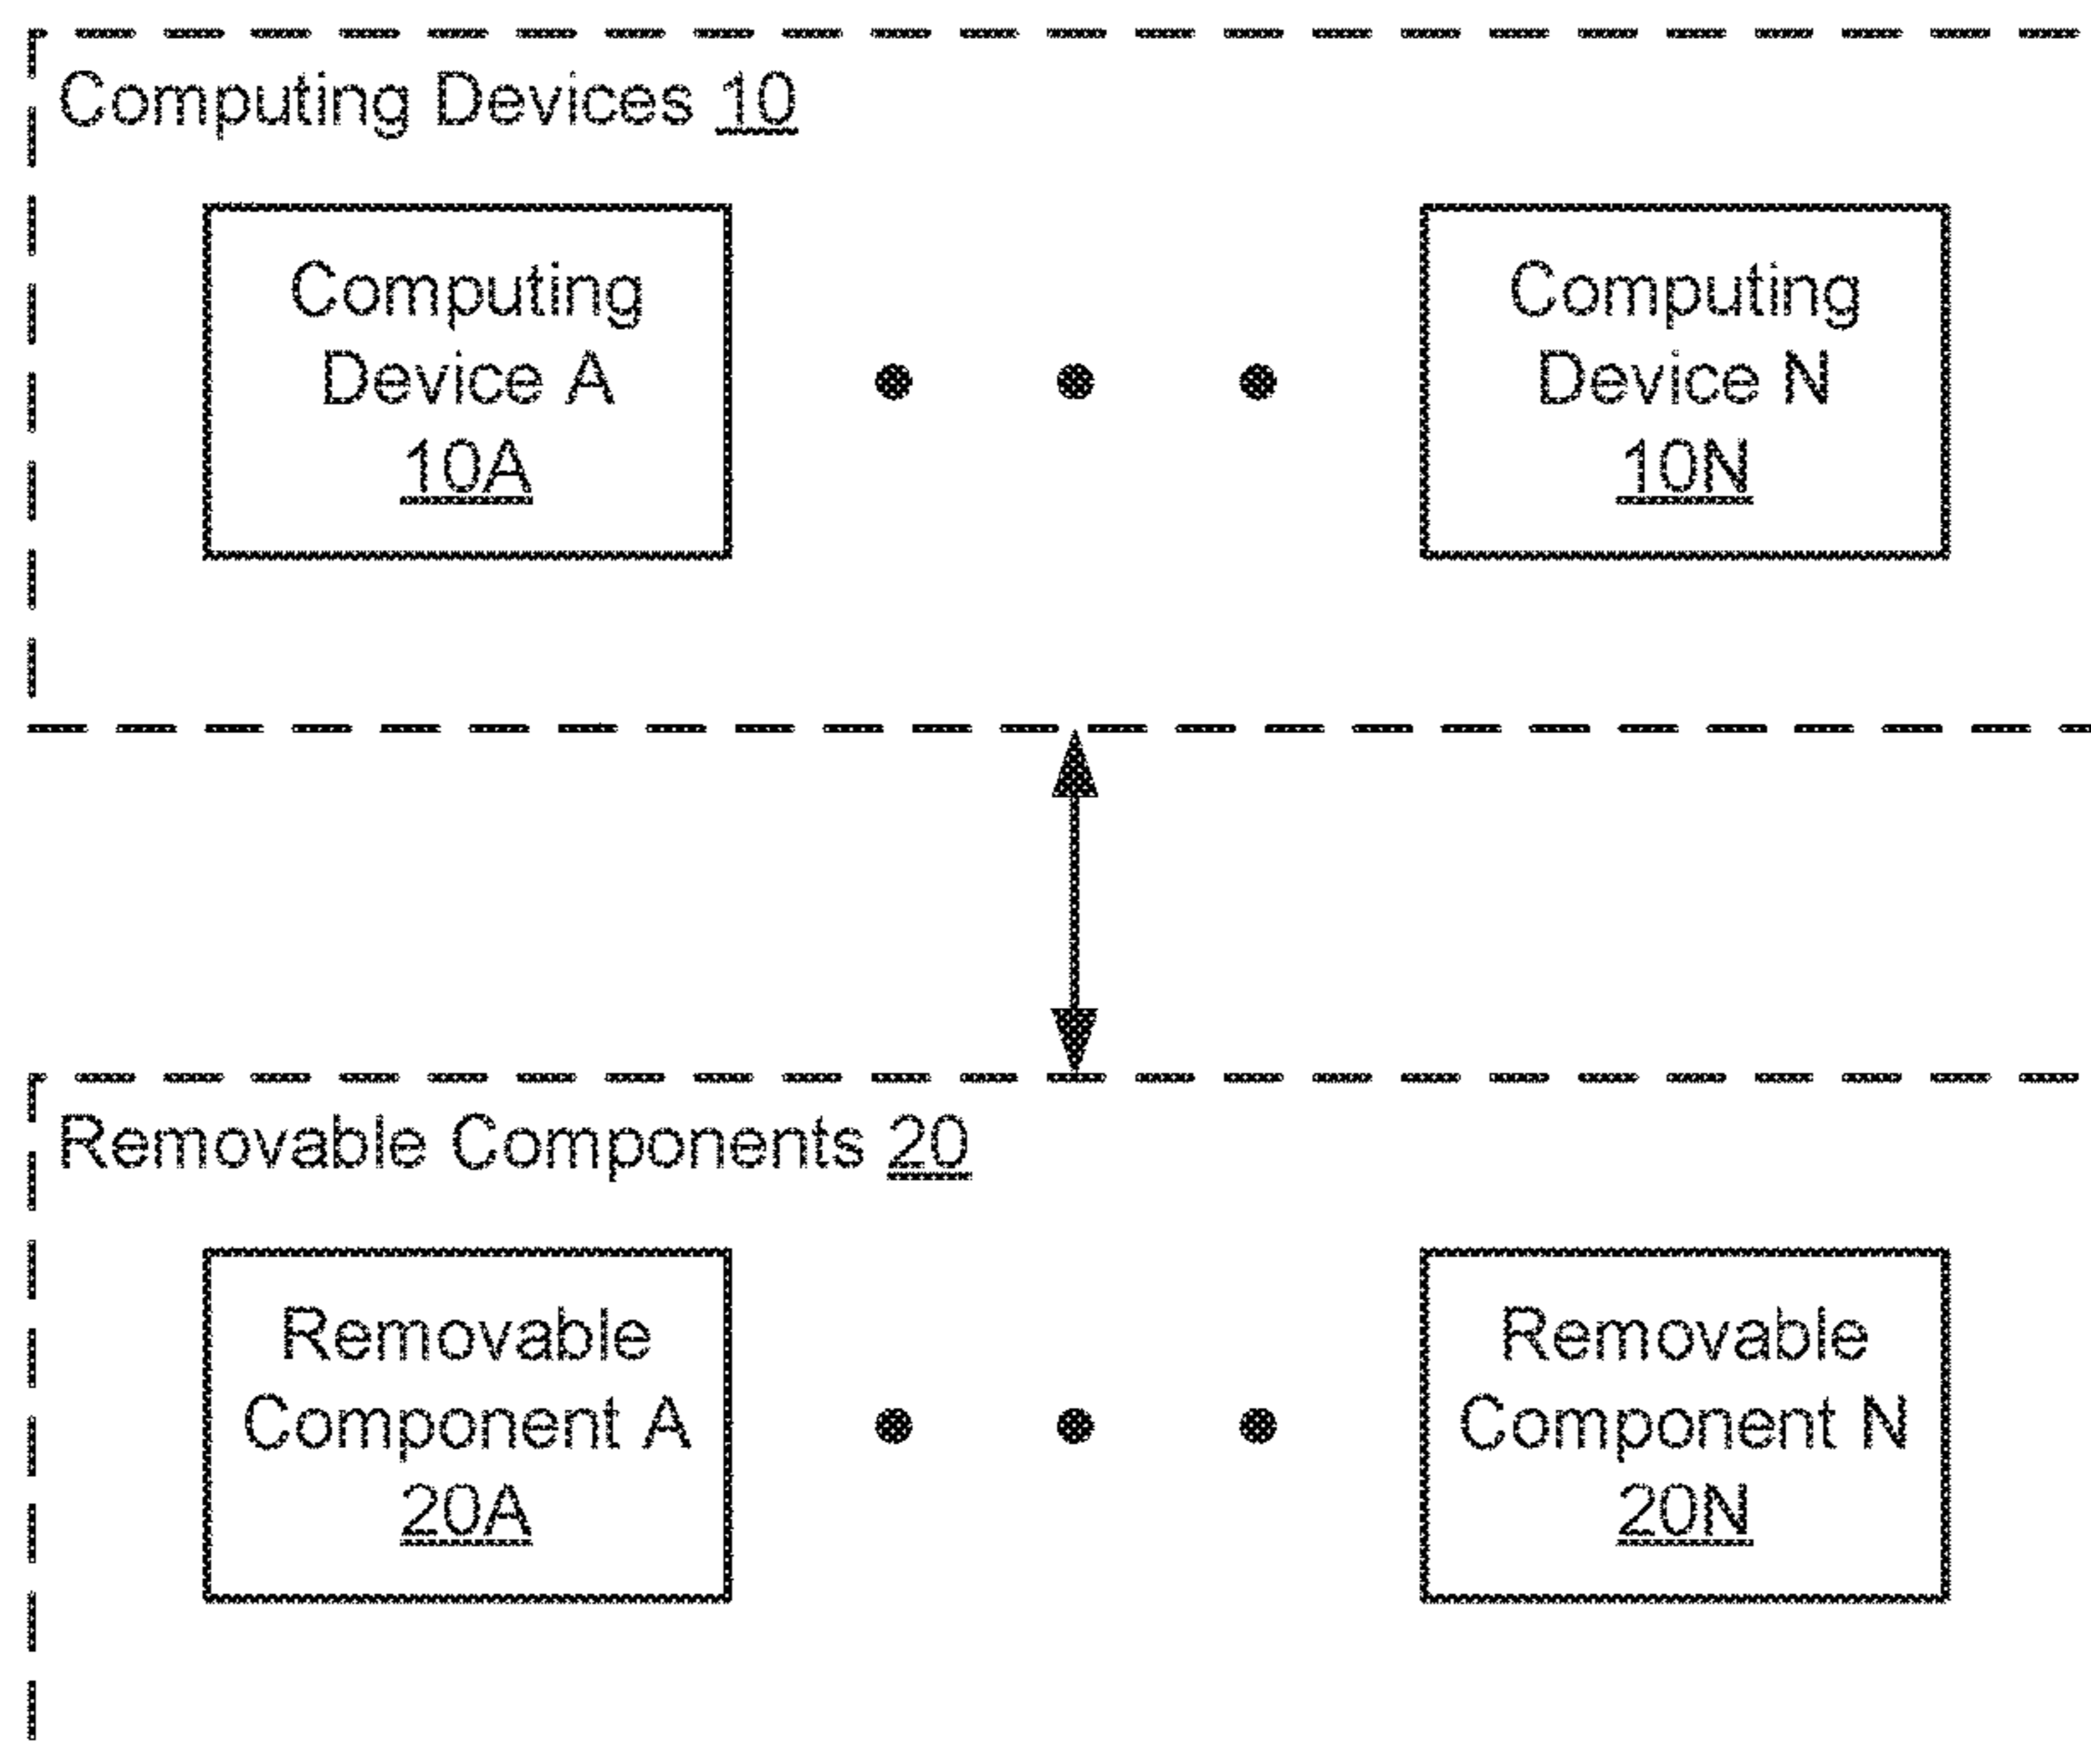 Computing Devices 10
Computing
Device A
10A
Computing
Device N
10N
Removable Components 20
Removable
Component A
20A
Removable
Component N
20N